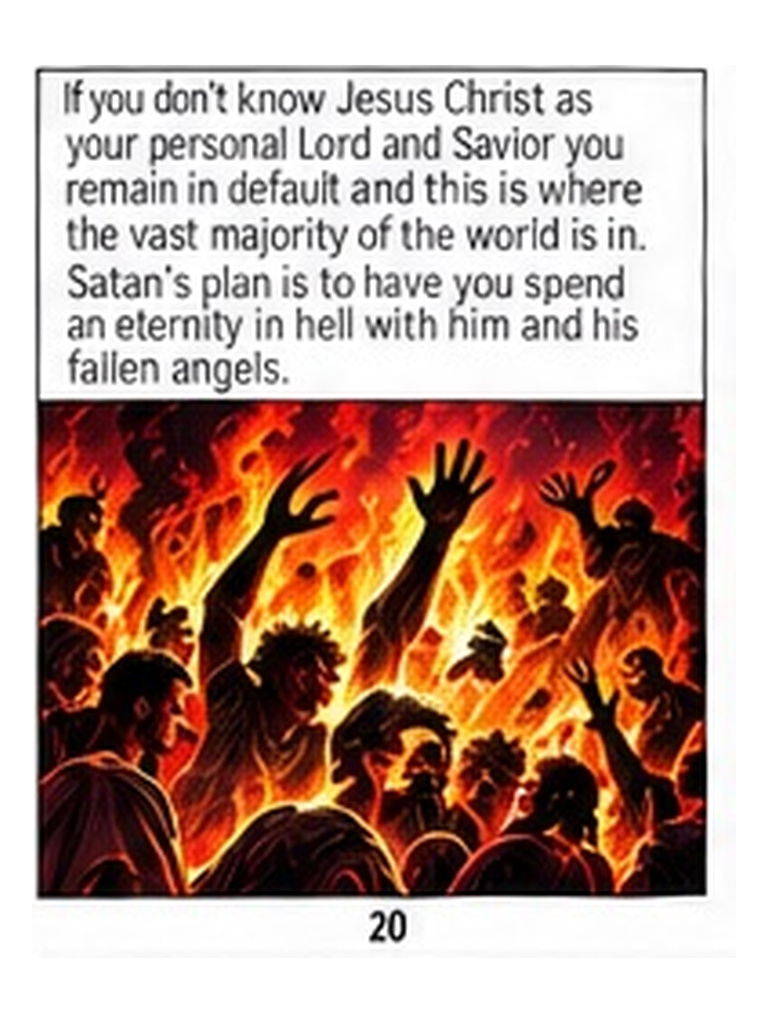 If you don't know Jesus Christ as
your personal Lord and Savior you
remain in default and this is where
the vast majority of the world is in.
Satan's plan is to have you spend
an eternity in hell with him and his
fallen angels.
20